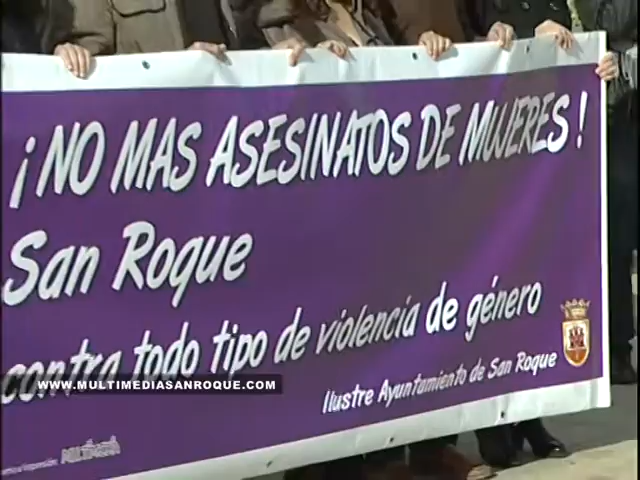 ¡NO MAS ASESINATOS DE MUJERES!
San Roque
contra todo tipo de violencia de género
WWW.MULTIMEDIASANROQUE.COM
Ilustre Ayuntamiento de San Roque
MULTIMEDIA